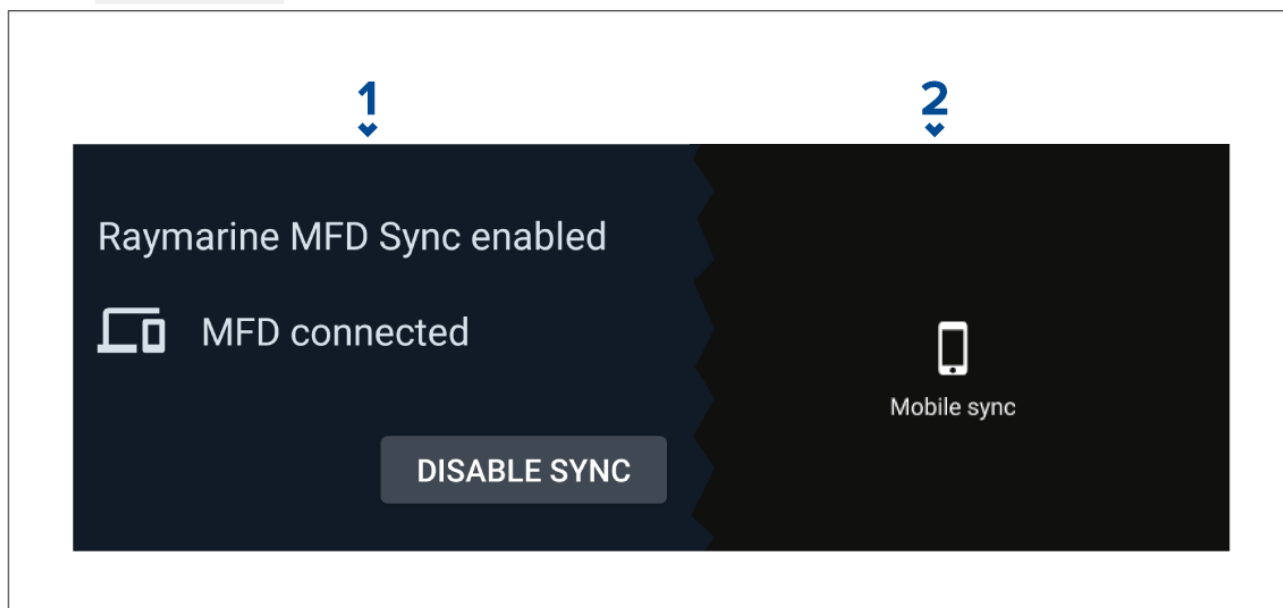 1
2
Raymarine MFD Sync enabled
MFD connected
DISABLE SYNC
Mobile sync